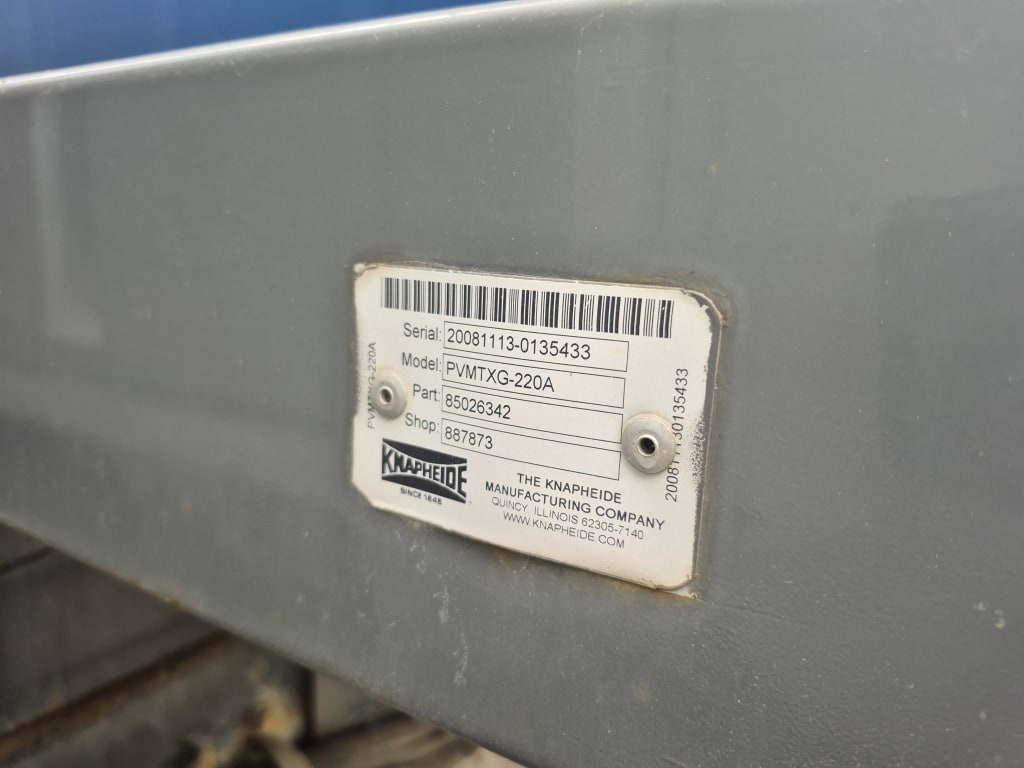 Serial: 20081113-0135433
Model: PVMTXG-220A
Part: 85026342
Shop: 887873
KNAPHEIDE
SINCE 1848
THE KNAPHEIDE
MANUFACTURING COMPANY
QUINCY, ILLINOIS 62305-7140
WWW.KNAPHEIDE.COM